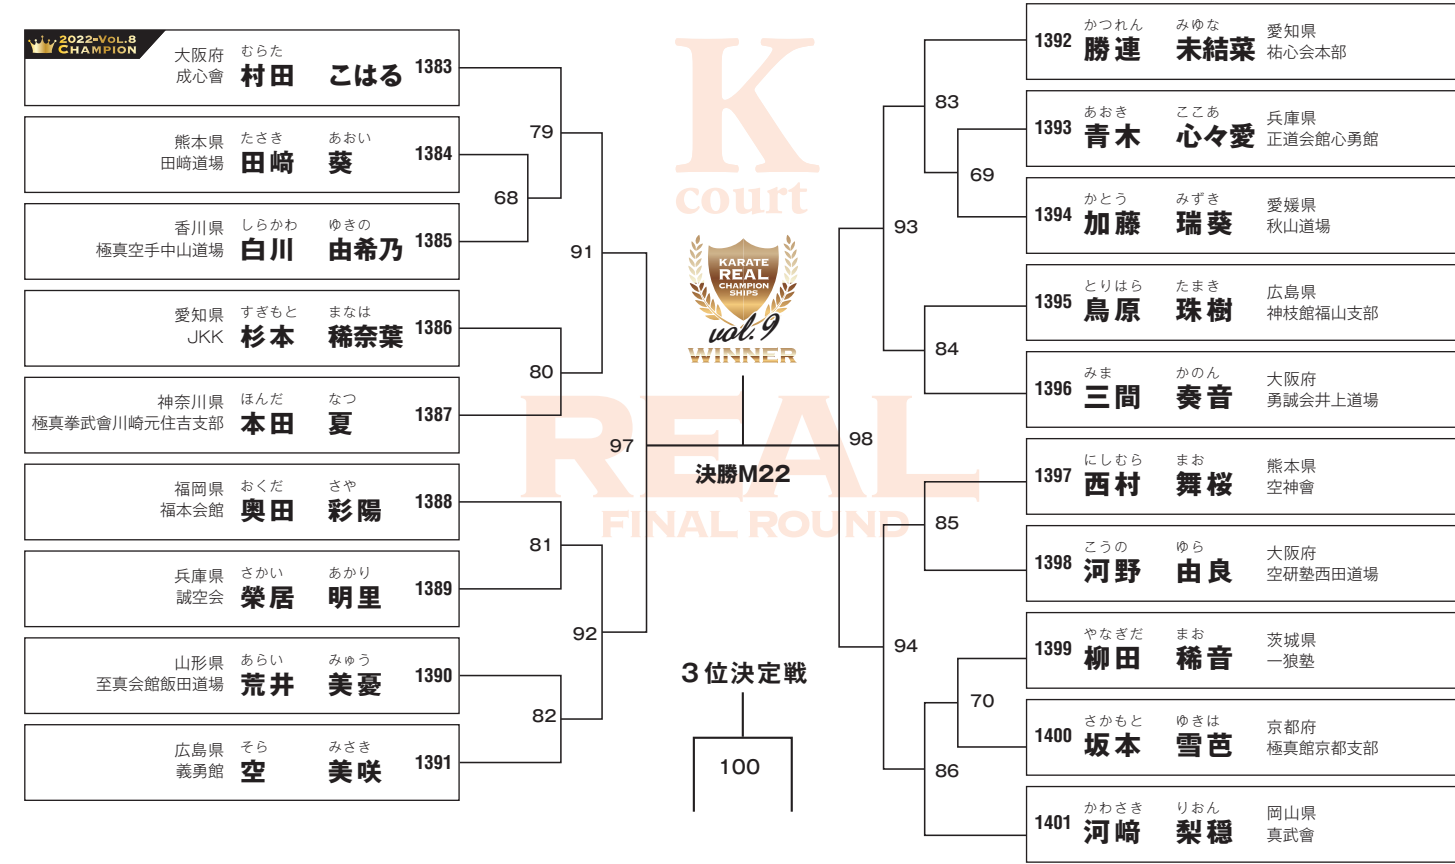 2022-VOL.8
CHAMPION
大阪府 むらた
成心會 村田 こはる 1383
熊本県 たさき あおい
田﨑道場 田﨑 葵 1384
香川県 しらかわ ゆきの
極真空手中山道場 白川 由希乃 1385
愛知県 すぎもと まなは
JKK 杉本 稀奈葉 1386
神奈川県 ほんだ なつ
極真拳武會川崎元住吉支部 本田 夏 1387
福岡県 おくだ さや
福本会館 奥田 彩陽 1388
兵庫県 さかい あかり
誠空会 榮居 明里 1389
山形県 あらい みゅう
至真会館飯田道場 荒井 美憂 1390
広島県 そら みさき
義勇館 空 美咲 1391
79
68
91
80
97
81
92
82
K
court
KARATE
REAL
CHAMPION
SHIPS
vol.9
WINNER
REAL
FINAL ROUND
決勝M22
3位決定戦
100
83
69
93
84
98
85
94
70
86
かつれん みゆな 愛知県
1392 勝連 未結菜 祐心会本部
あおき ここあ 兵庫県
1393 青木 心々愛 正道会館心勇館
かとう みずき 愛媛県
1394 加藤 瑞葵 秋山道場
とりはら たまき 広島県
1395 鳥原 珠樹 神枝館福山支部
みま かのん 大阪府
1396 三間 奏音 勇誠会井上道場
にしむら まお 熊本県
1397 西村 舞桜 空神會
こうの ゆら 大阪府
1398 河野 由良 空研塾西田道場
やなぎだ まお 茨城県
1399 柳田 稀音 一狼塾
さかもと ゆきは 京都府
1400 坂本 雪芭 極真館京都支部
かわさき りおん 岡山県
1401 河﨑 梨穏 真武會